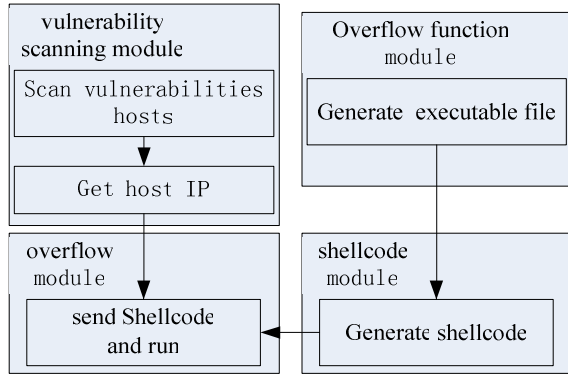 vulnerability
scanning module
Scan vulnerabilities
hosts
Get host IP
Overflow function
module
Generate executable file
overflow
module
send Shellcode
and run
shellcode
module
Generate shellcode